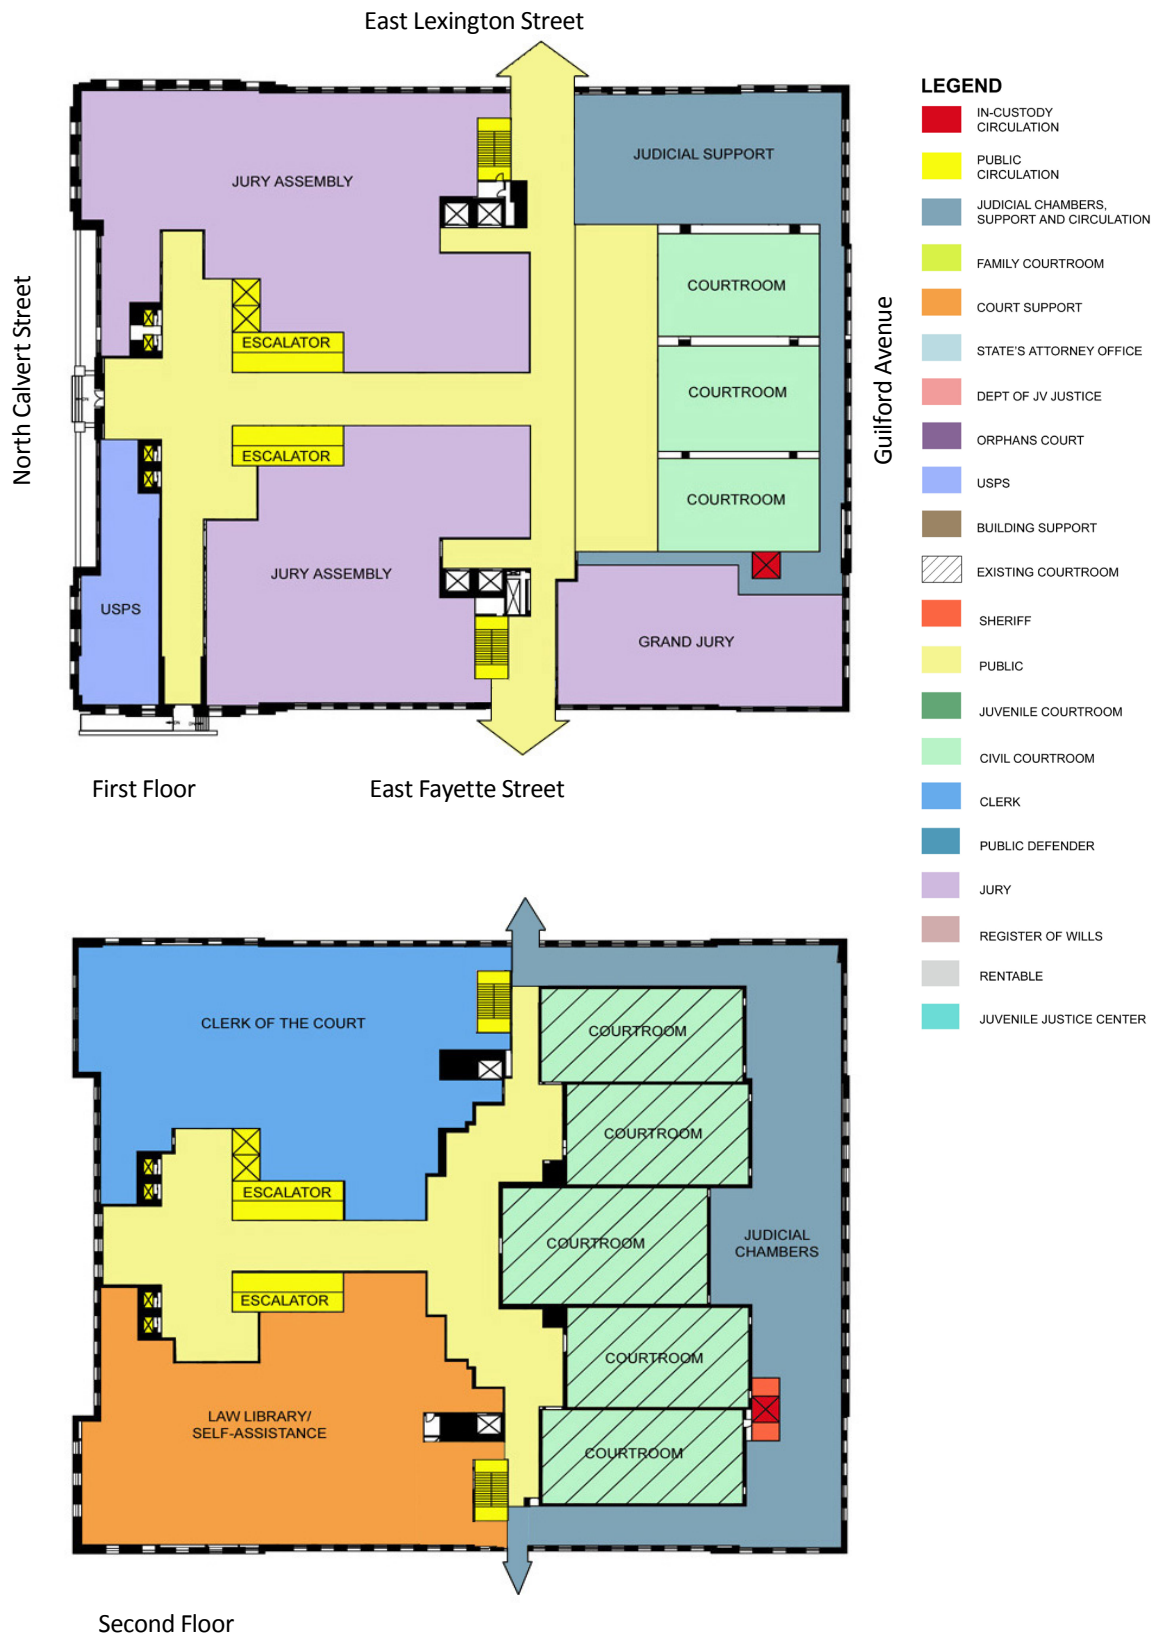 East Lexington Street
LEGEND
IN-CUSTODY
CIRCULATION
PUBLIC
CIRCULATION
JUDICIAL CHAMBERS,
SUPPORT AND CIRCULATION
FAMILY COURTROOM
COURT SUPPORT
STATE'S ATTORNEY OFFICE
DEPT OF JV JUSTICE
ORPHANS COURT
USPS
BUILDING SUPPORT
EXISTING COURTROOM
SHERIFF
PUBLIC
JUVENILE COURTROOM
CIVIL COURTROOM
CLERK
PUBLIC DEFENDER
JURY
REGISTER OF WILLS
RENTABLE
JUVENILE JUSTICE CENTER
North Calvert Street
Guilford Avenue
JURY ASSEMBLY
JUDICIAL SUPPORT
COURTROOM
ESCALATOR
COURTROOM
ESCALATOR
COURTROOM
JURY ASSEMBLY
USPS
GRAND JURY
First Floor
East Fayette Street
CLERK OF THE COURT
COURTROOM
COURTROOM
ESCALATOR
COURTROOM
JUDICIAL
CHAMBERS
ESCALATOR
COURTROOM
LAW LIBRARY/
SELF-ASSISTANCE
COURTROOM
Second Floor